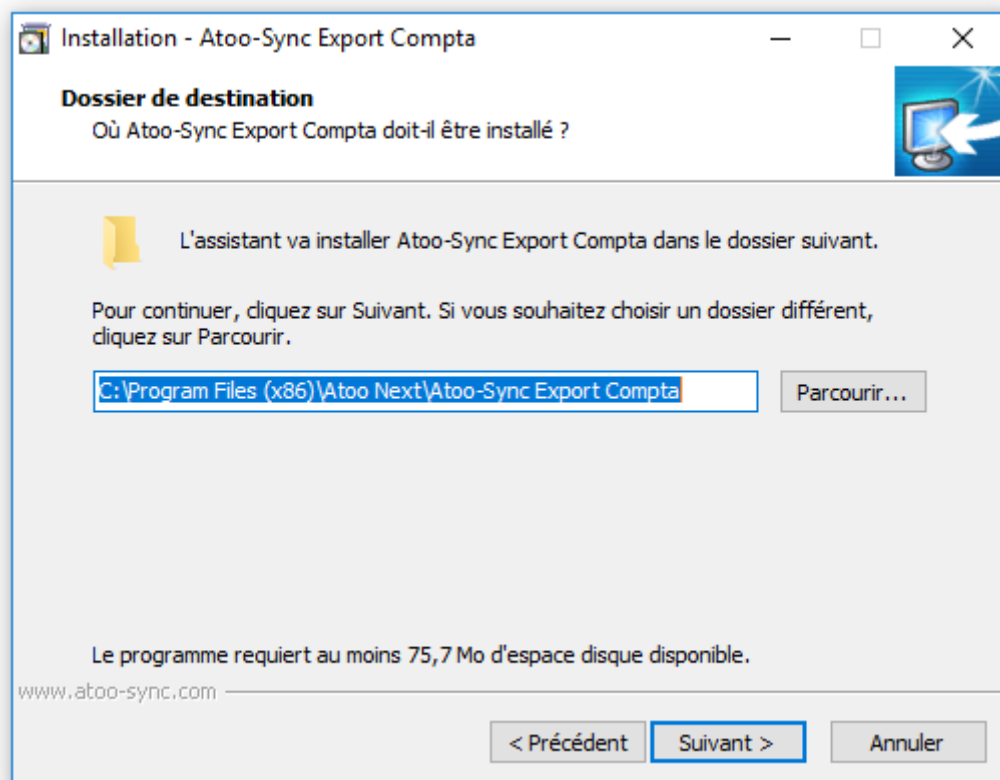 Installation - Atoo-Sync Export Compta
Dossier de destination
Où Atoo-Sync Export Compta doit-il être installé ?
L'assistant va installer Atoo-Sync Export Compta dans le dossier suivant.
Pour continuer, cliquez sur Suivant. Si vous souhaitez choisir un dossier différent,
cliquez sur Parcourir.
C:\Program Files (x86)\Atoo Next\Atoo-Sync Export Compta
Parcourir...
Le programme requiert au moins 75,7 Mo d'espace disque disponible.
www.atoo-sync.com
< Précédent
Suivant >
Annuler